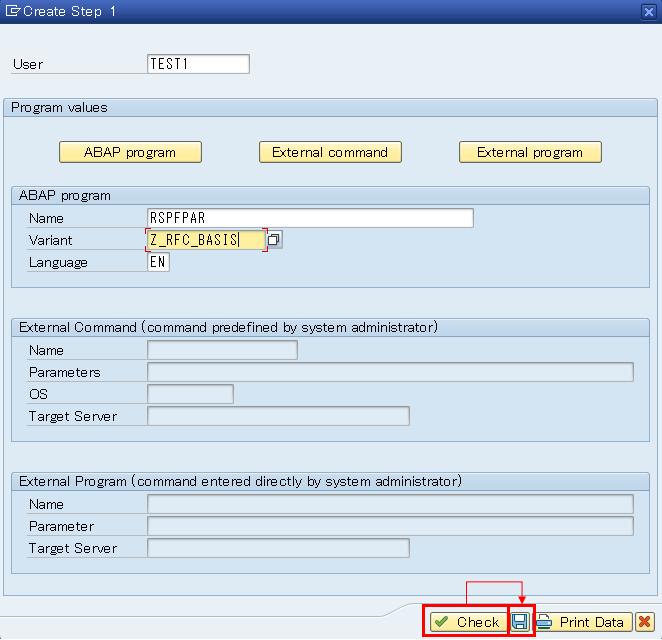 Create Step 1
User TEST1
Program values
ABAP program External command External program
ABAP program
Name RSPFPAR
Variant Z_RFC_BASIS
Language EN
External Command (command predefined by system administrator)
Name
Parameters
OS
Target Server
External Program (command entered directly by system administrator)
Name
Parameter
Target Server
Check Print Data